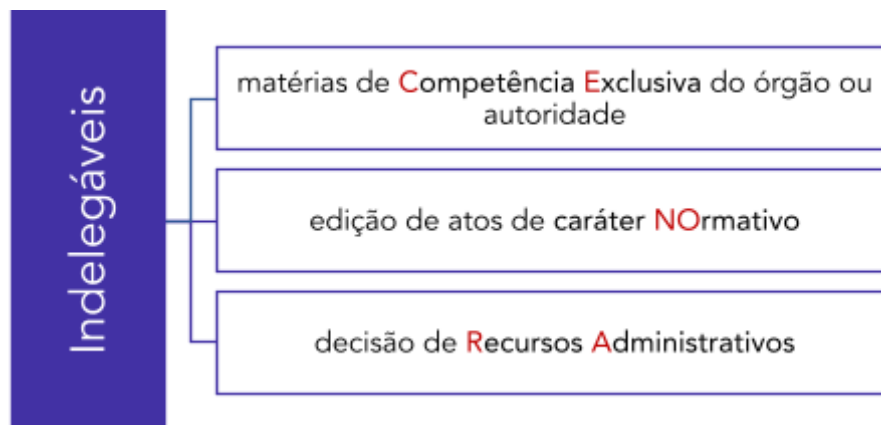 Indelegáveis
matérias de Competência Exclusiva do órgão ou
autoridade
edição de atos de caráter NOrmativo
decisão de Recursos Administrativos